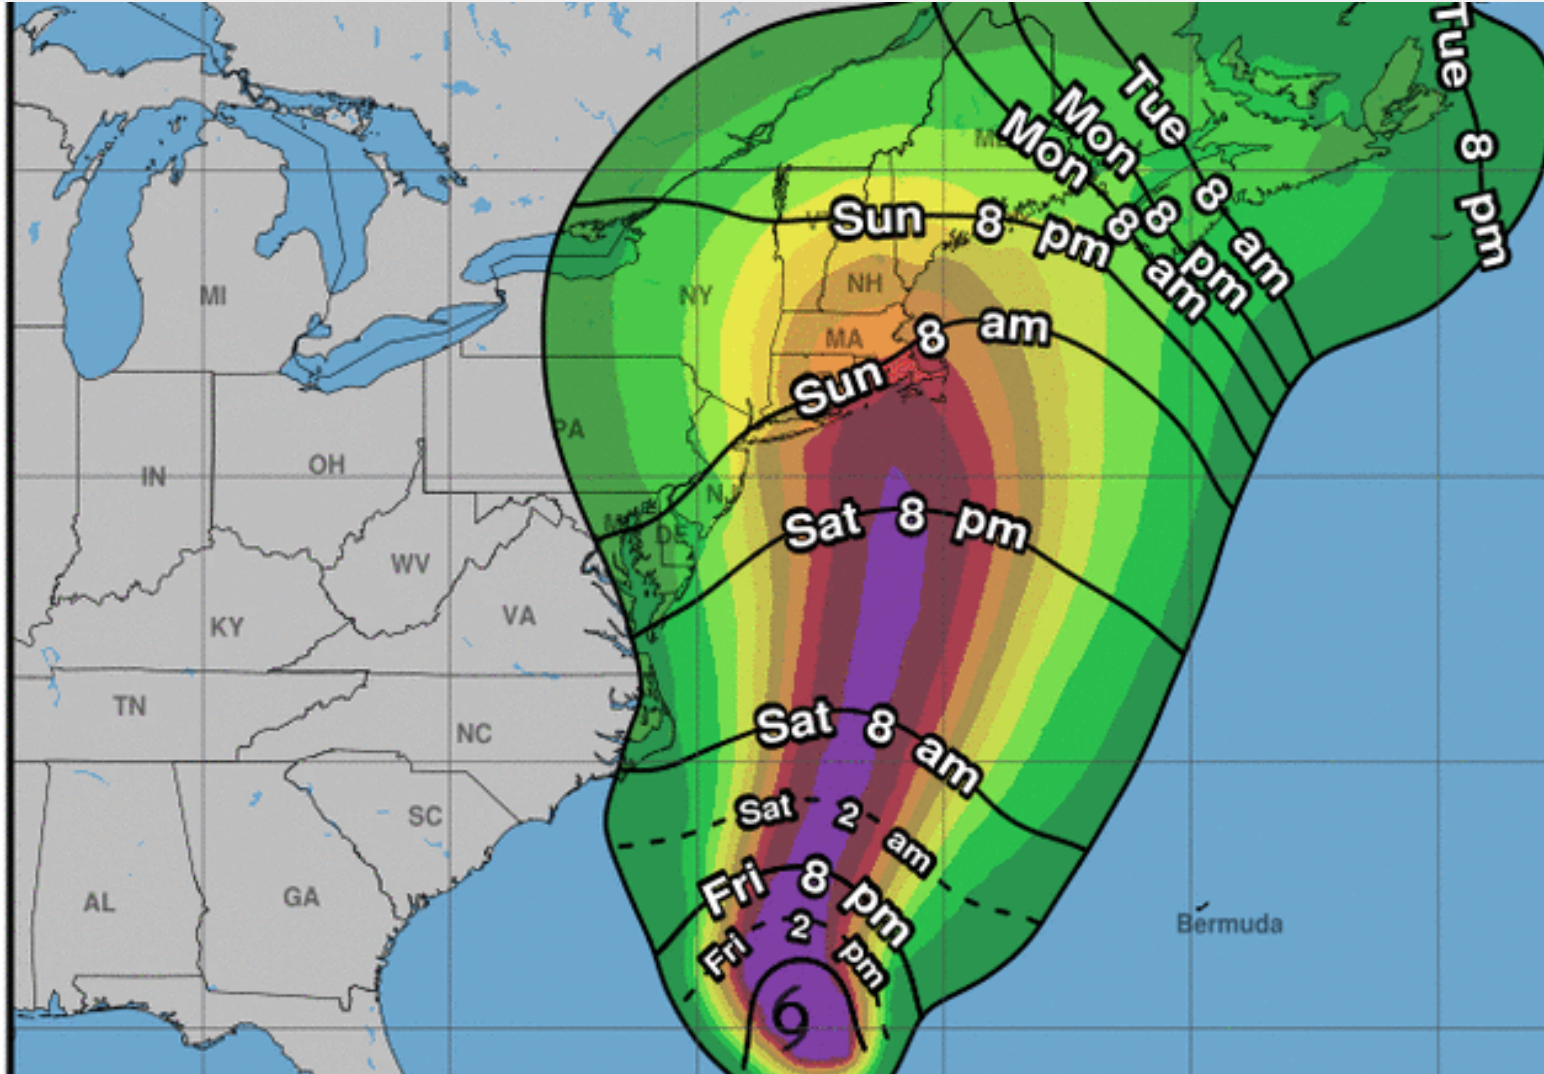 Tue 8 pm
Tue 8 am
Mon 8 pm
Mon 8 am
ME
Sun 8 pm
NH
NY
MI
MA
Sun 8 am
PA
OH
IN
NJ
DE
Sat 8 pm
WV
VA
KY
TN
NC
Sat 8 am
SC
Sat 2 am
AL
GA
Fri 8 pm
Bermuda
Fri 2 pm